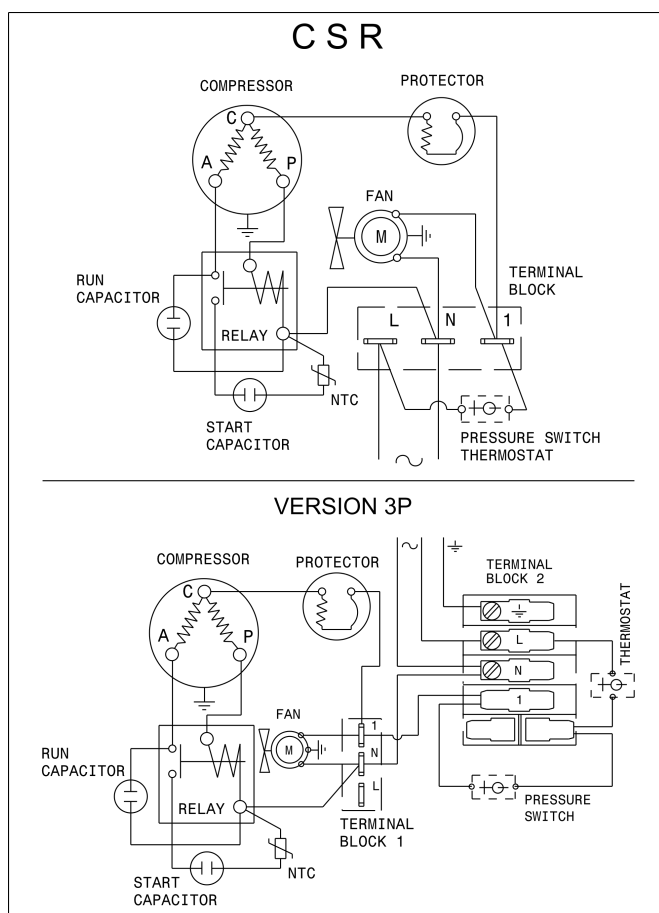 CSR
COMPRESSOR
PROTECTOR
C
A
P
FAN
M
RUN
CAPACITOR
TERMINAL
BLOCK
L N 1
RELAY
NTC
START
CAPACITOR
PRESSURE SWITCH
THERMOSTAT
VERSION 3P
COMPRESSOR
PROTECTOR
TERMINAL
BLOCK 2
C
A
P
L
N
1
THERMOSTAT
FAN
M
1
N
L
RUN
CAPACITOR
RELAY
TERMINAL
BLOCK 1
PRESSURE
SWITCH
NTC
START
CAPACITOR